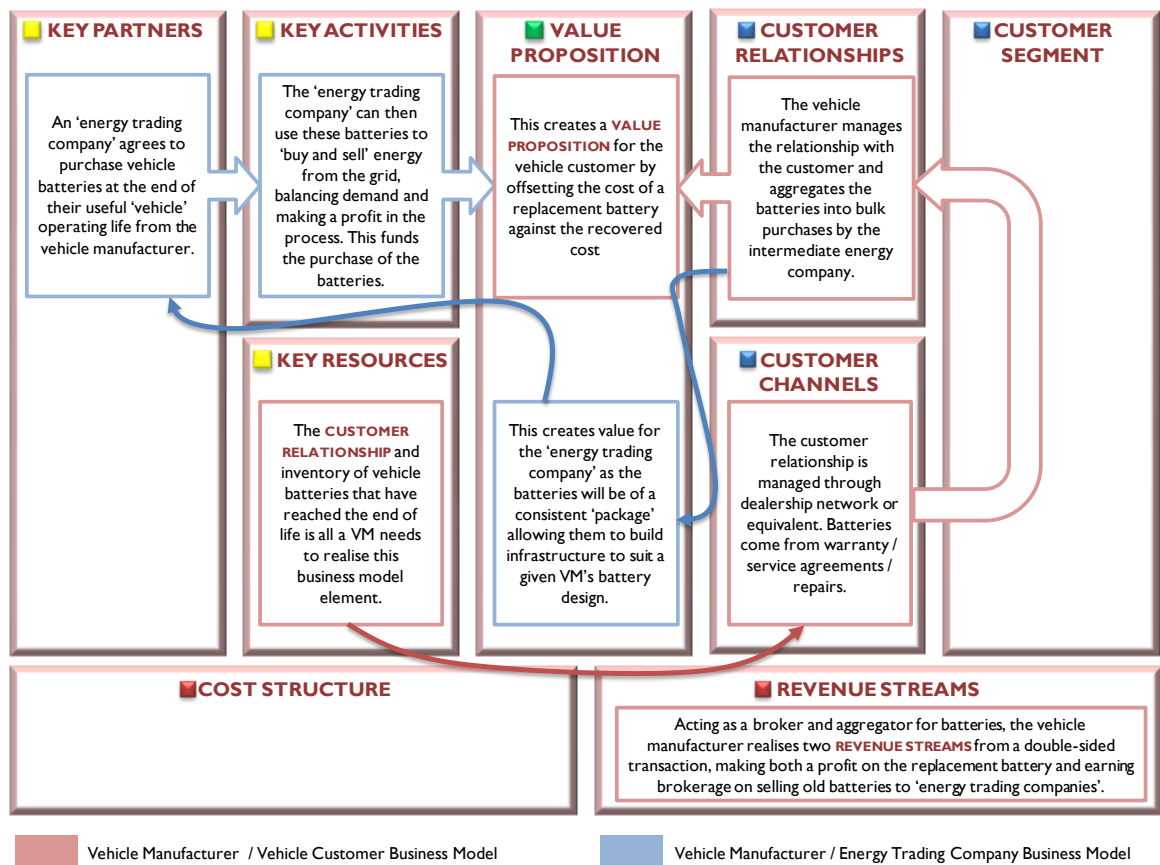 KEY PARTNERS
An ‘energy trading
company’ agrees to
purchase vehicle
batteries at the end of
their useful ‘vehicle’
operating life from the
vehicle manufacturer.
KEY ACTIVITIES
The ‘energy trading
company’ can then
use these batteries to
‘buy and sell’ energy
from the grid,
balancing demand and
making a profit in the
process. This funds
the purchase of the
batteries.
KEY RESOURCES
The CUSTOMER
RELATIONSHIP and
inventory of vehicle
batteries that have
reached the end of
life is all a VM needs
to realise this
business model
element.
VALUE
PROPOSITION
This creates a VALUE
PROPOSITION for the
vehicle customer by
offsetting the cost of a
replacement battery
against the recovered
cost
This creates value for
the ‘energy trading
company’ as the
batteries will be of a
consistent ‘package’
allowing them to build
infrastructure to suit
a given VM’s battery
design.
CUSTOMER
RELATIONSHIPS
The vehicle
manufacturer manages
the relationship with
the customer and
aggregates the
batteries into bulk
purchases by the
intermediate energy
company.
CUSTOMER
CHANNELS
The customer
relationship is
managed through
dealership network or
equivalent. Batteries
come from warranty /
service agreements /
repairs.
CUSTOMER
SEGMENT
COST STRUCTURE
REVENUE STREAMS
Acting as a broker and aggregator for batteries, the vehicle
manufacturer realises two REVENUE STREAMS from a double-sided
transaction, making both a profit on the replacement battery and earning
brokerage on selling old batteries to ‘energy trading companies’.
Vehicle Manufacturer / Vehicle Customer Business Model
Vehicle Manufacturer / Energy Trading Company Business Model